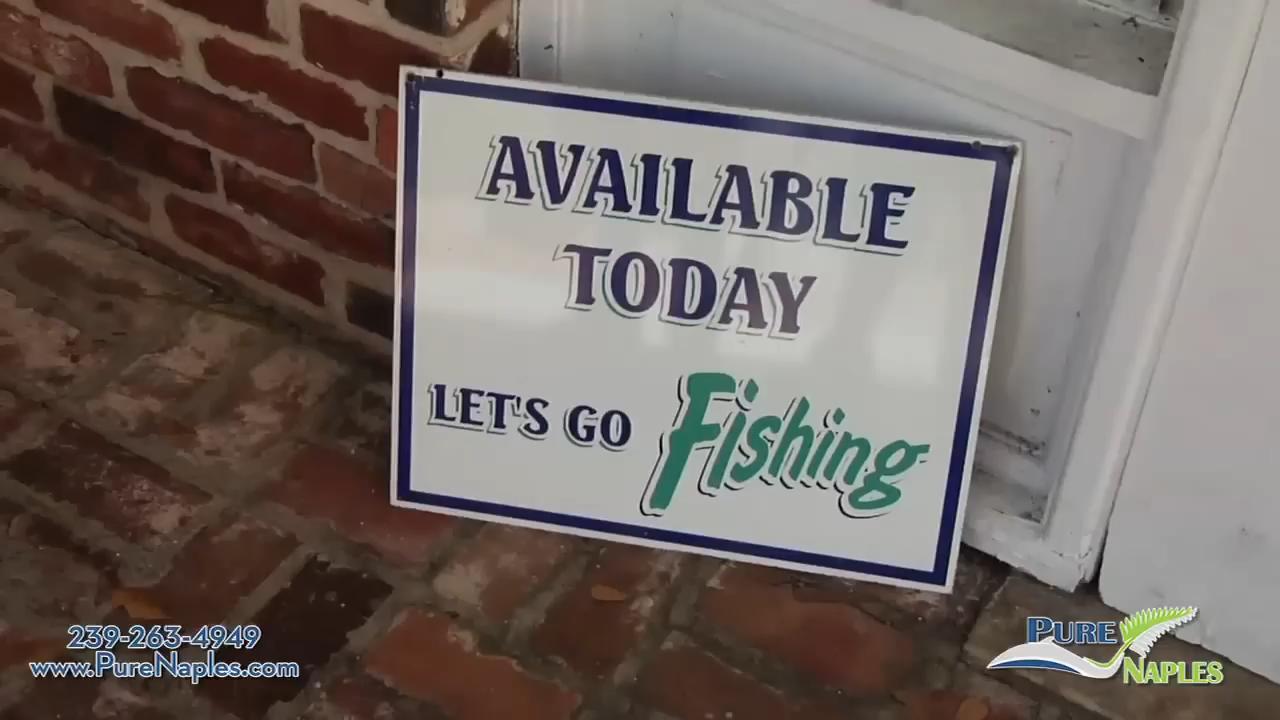 AVAILABLE
TODAY
LET'S GO Fishing
239-263-4949
www.PureNaples.com
PURE
NAPLES